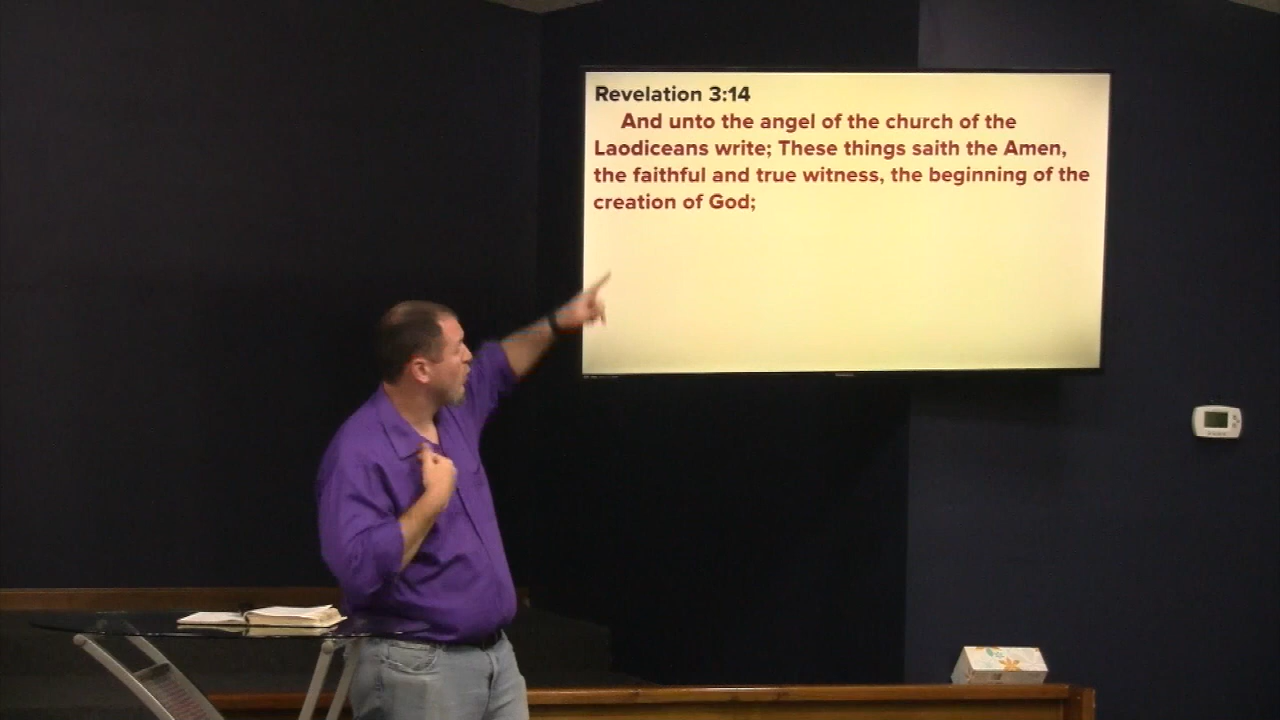 Revelation 3:14
And unto the angel of the church of the
Laodiceans write; These things saith the Amen,
the faithful and true witness, the beginning of the
creation of God;